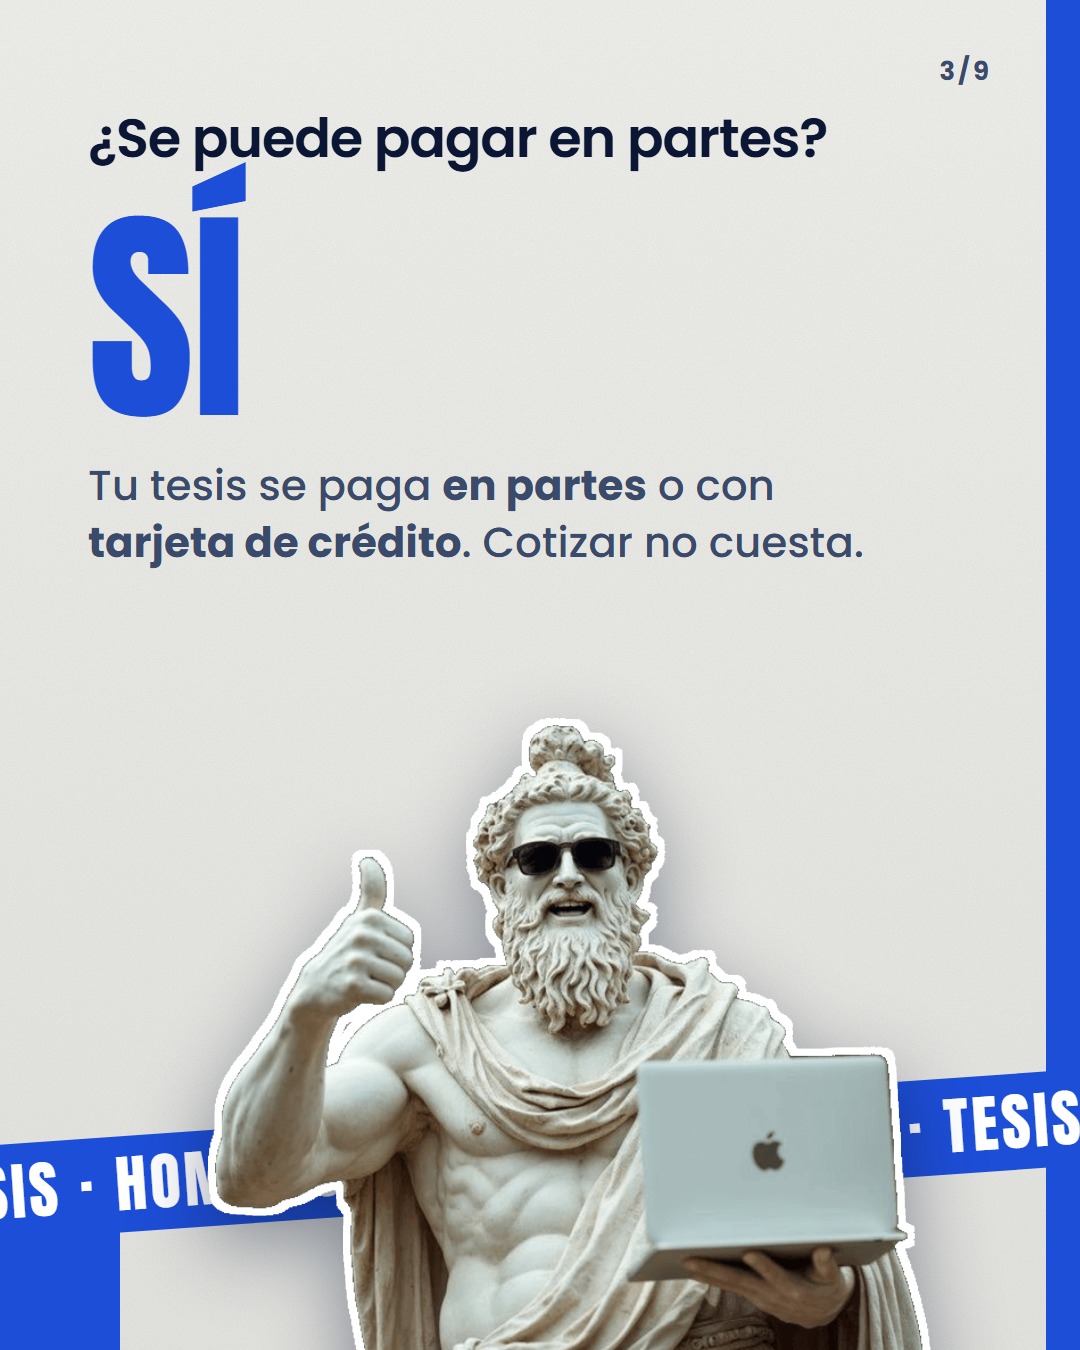 3/9
¿Se puede pagar en partes?
SÍ
Tu tesis se paga en partes o con
tarjeta de crédito. Cotizar no cuesta.
· TESIS
SIS · HOM